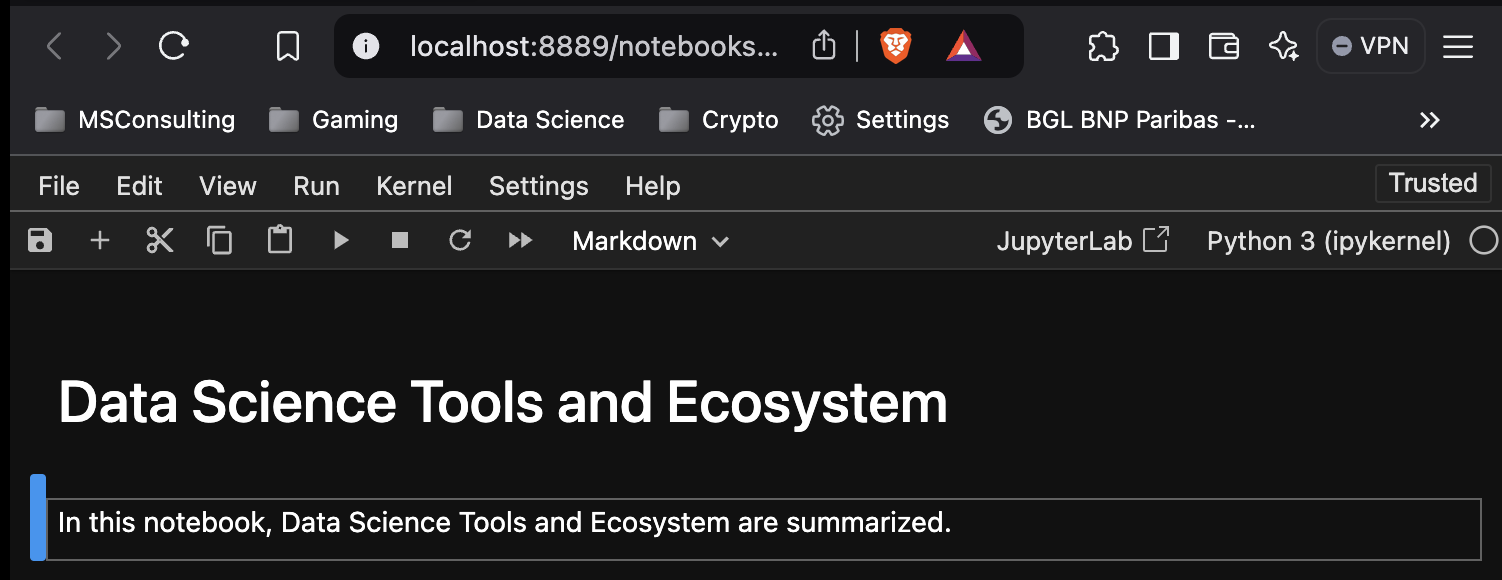 localhost:8889/notebooks...
VPN
MSConsulting Gaming Data Science Crypto Settings BGL BNP Paribas -...
File Edit View Run Kernel Settings Help Trusted
Markdown JupyterLab Python 3 (ipykernel)
Data Science Tools and Ecosystem
In this notebook, Data Science Tools and Ecosystem are summarized.